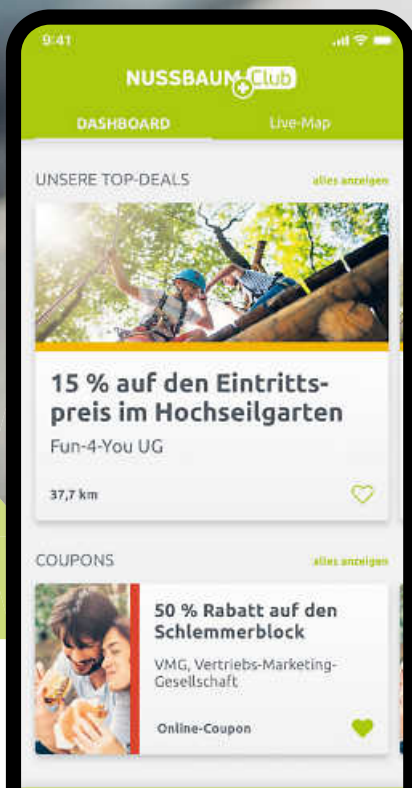 9:41
NUSSBAUM Club
DASHBOARD Live-Map
UNSERE TOP-DEALS alles anzeigen
15 % auf den Eintritts-
preis im Hochseilgarten
Fun-4-You UG
37,7 km
COUPONS alles anzeigen
50 % Rabatt auf den
Schlemmerblock
VMG, Vertriebs-Marketing-
Gesellschaft
Online-Coupon